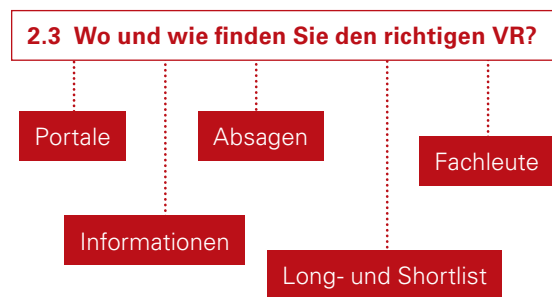 2.3 Wo und wie finden Sie den richtigen VR?
Portale
Absagen
Fachleute
Informationen
Long- und Shortlist